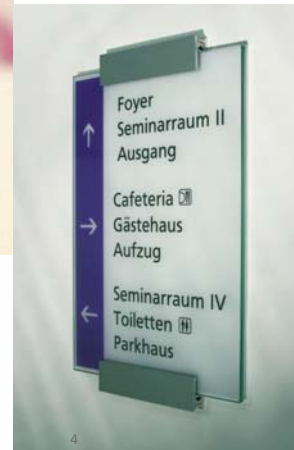 Foyer
Seminarraum II
Ausgang
Cafeteria
Gästehaus
Aufzug
Seminarraum IV
Toiletten
Parkhaus
4